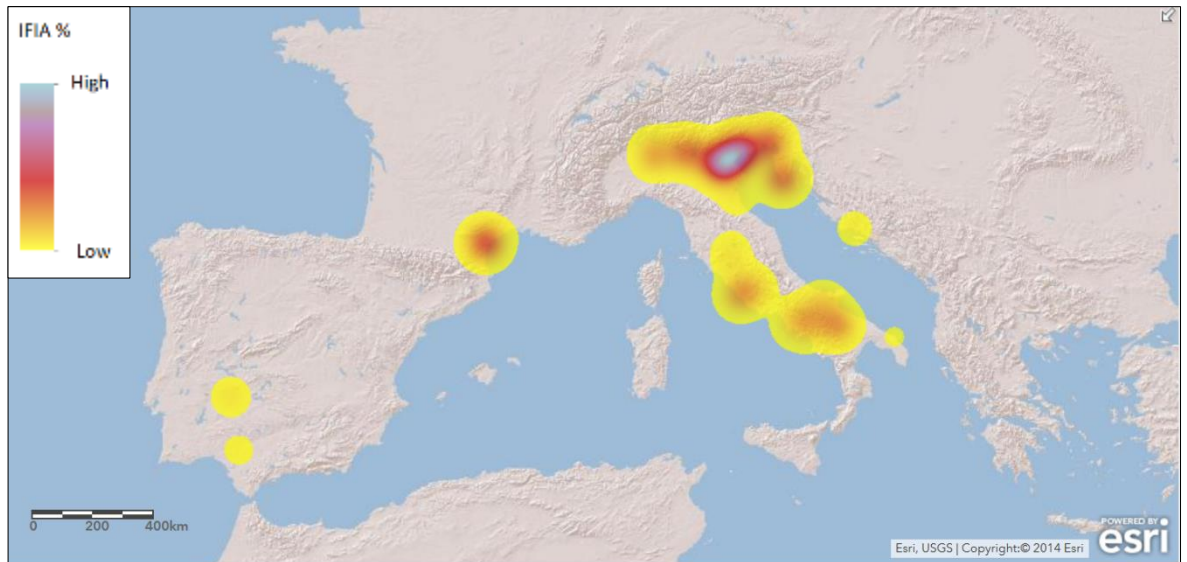 IFIA %
High
Low
0 200 400km
Esri, USGS | Copyright:© 2014 Esri
POWERED BY
esri